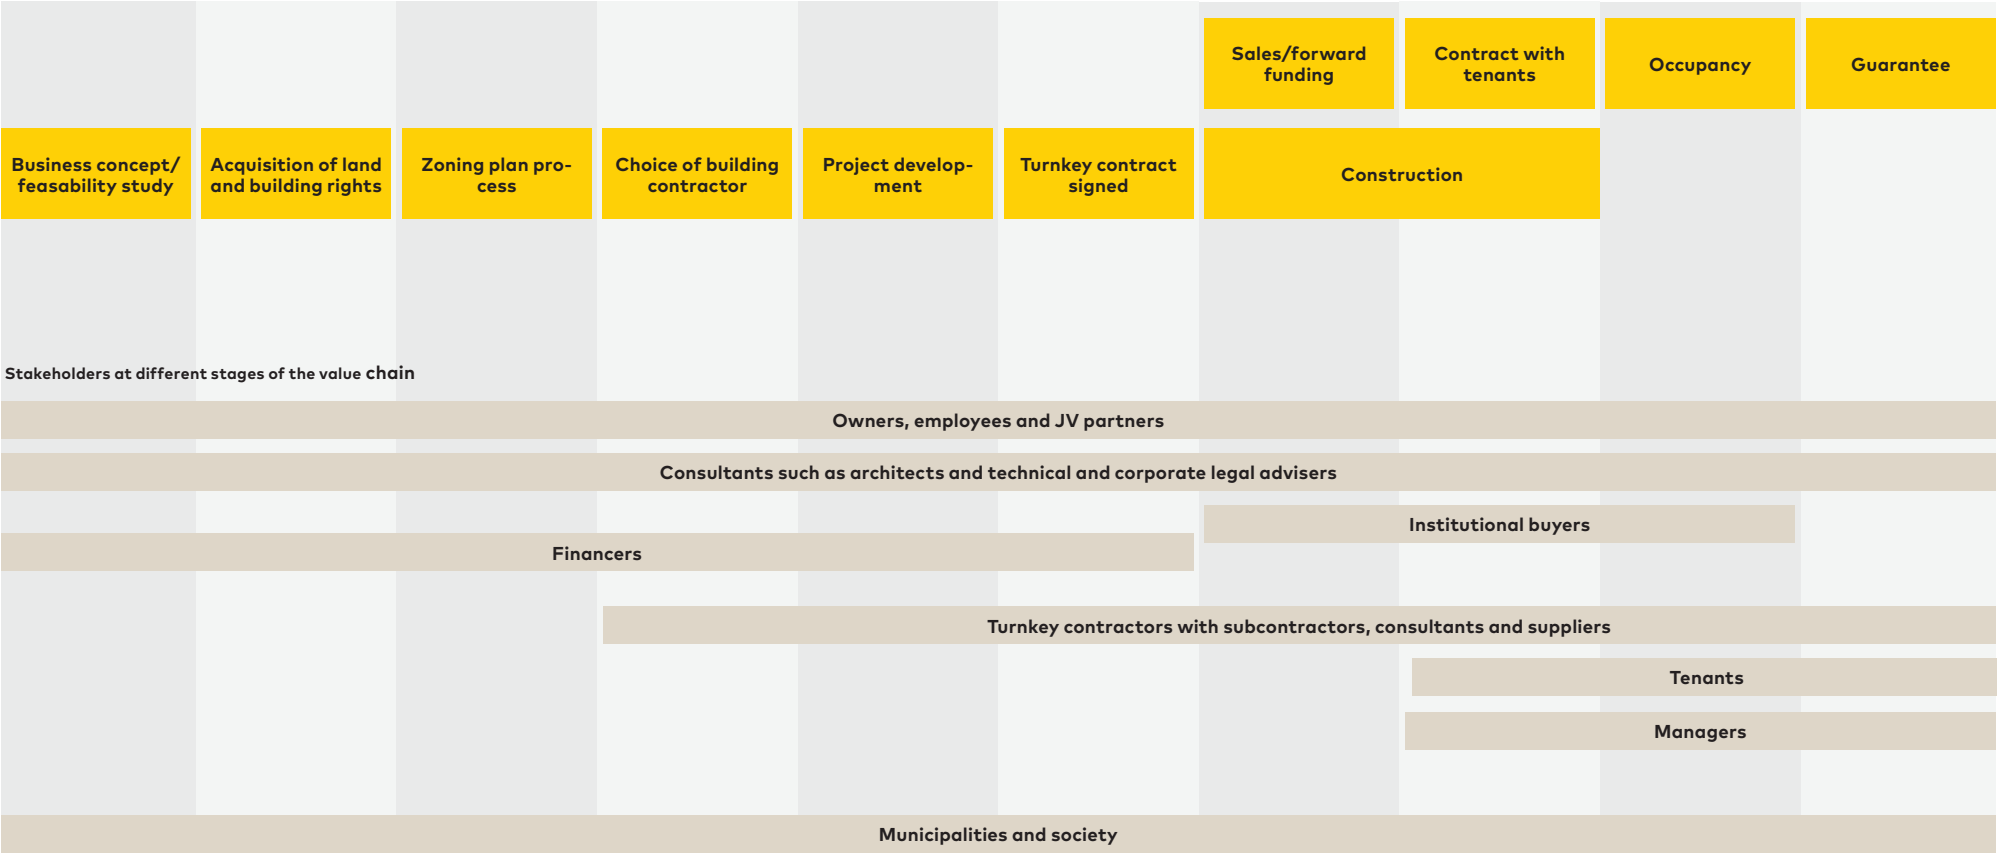 Sales/forward
funding
Contract with
tenants
Occupancy
Guarantee
Business concept/
feasability study
Acquisition of land
and building rights
Zoning plan pro-
cess
Choice of building
contractor
Project develop-
ment
Turnkey contract
signed
Construction
Stakeholders at different stages of the value chain
Owners, employees and JV partners
Consultants such as architects and technical and corporate legal advisers
Institutional buyers
Financers
Turnkey contractors with subcontractors, consultants and suppliers
Tenants
Managers
Municipalities and society